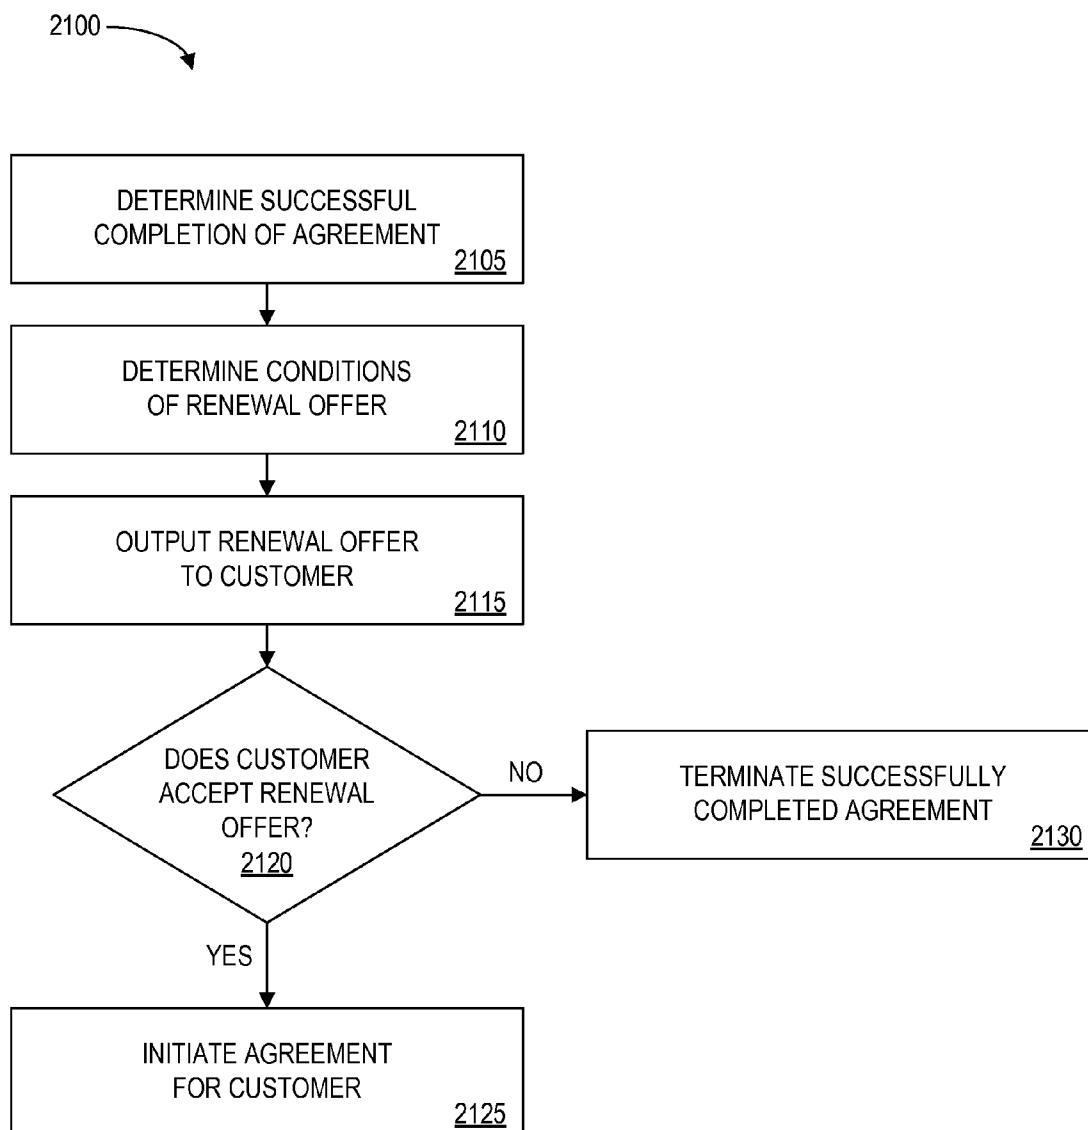 2100
DETERMINE SUCCESSFUL
COMPLETION OF AGREEMENT
2105
DETERMINE CONDITIONS
OF RENEWAL OFFER
2110
OUTPUT RENEWAL OFFER
TO CUSTOMER
2115
DOES CUSTOMER
ACCEPT RENEWAL
OFFER?
2120
NO
TERMINATE SUCCESSFULLY
COMPLETED AGREEMENT
2130
YES
INITIATE AGREEMENT
FOR CUSTOMER
2125